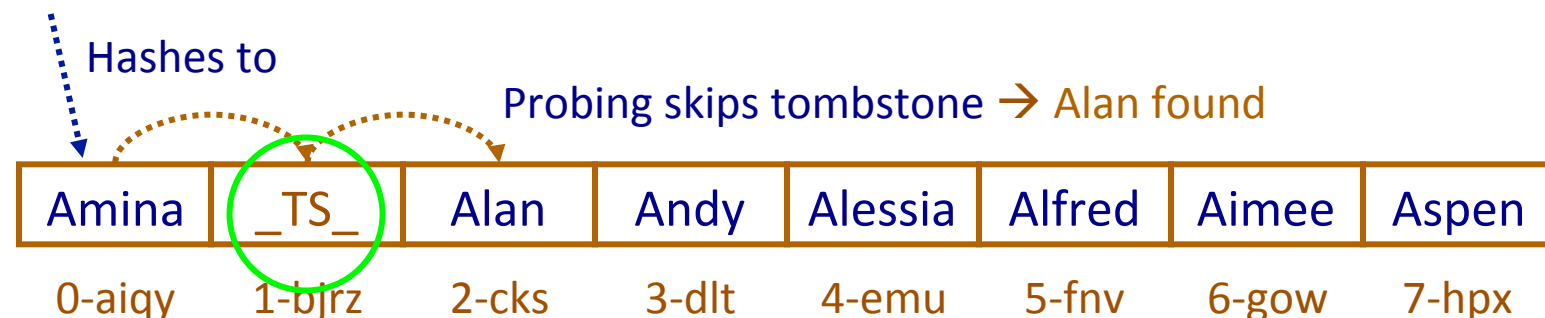 Hashes to
Probing skips tombstone → Alan found
Amina _TS_ Alan Andy Alessia Alfred Aimee Aspen
0-aiqy 1-bjrz 2-cks 3-dlt 4-emu 5-fnv 6-gow 7-hpx